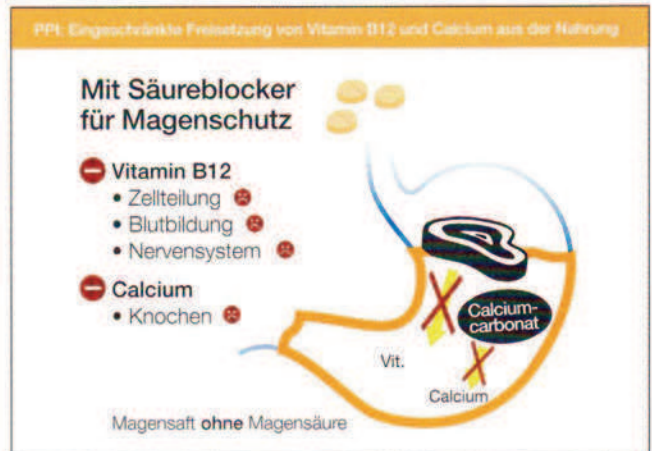 PPI: Eingeschränkte Freisetzung von Vitamin B12 und Calcium aus der Nahrung
Mit Säureblocker
für Magenschutz
Vitamin B12
• Zellteilung
• Blutbildung
• Nervensystem
Calcium
• Knochen
Calcium-
carbonat
Vit.
Calcium
Magensaft ohne Magensäure